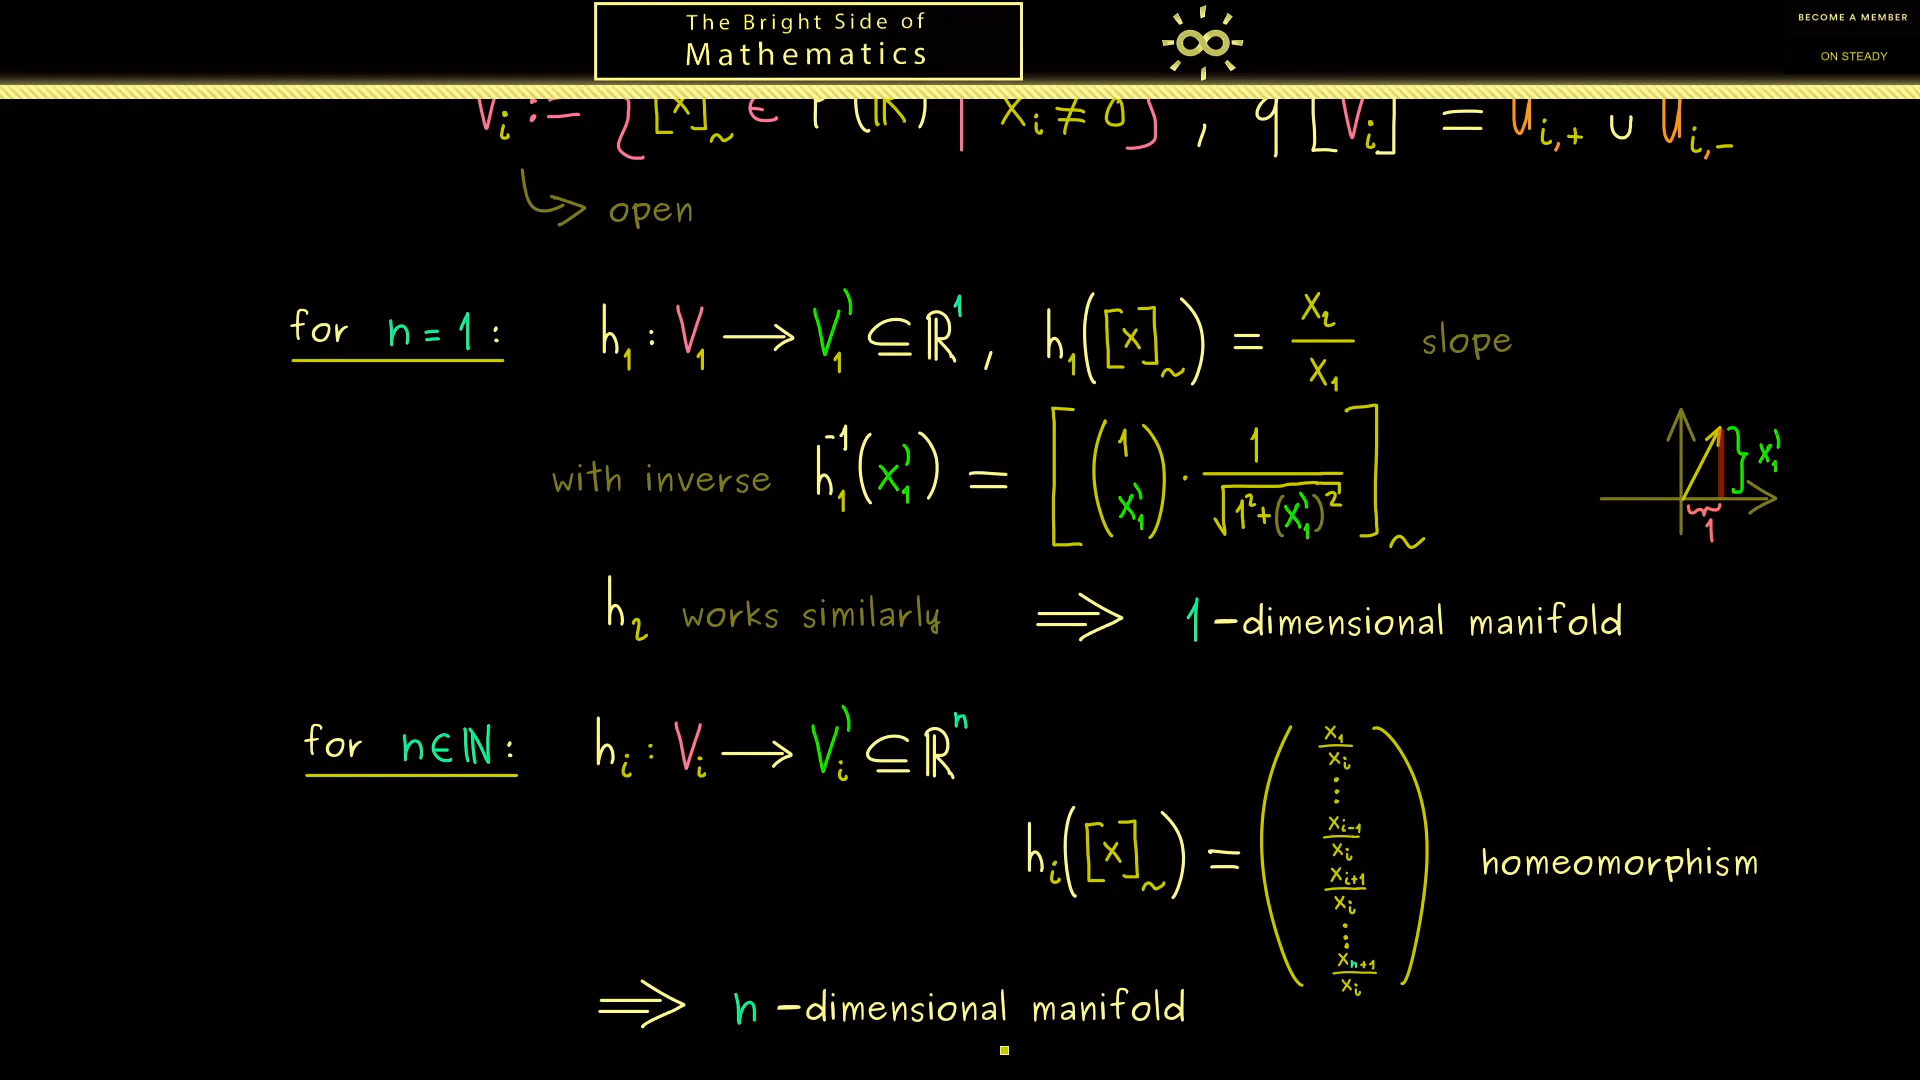 The Bright Side of
Mathematics
BECOME A MEMBER
ON STEADY
V_i := { [x]_~ ∈ P^(ℝ) | x_i ≠ 0 } , q^[V_i] = U_{i,+} ∪ U_{i,-}
open
for n = 1 : h_1 : V_1 ⟶ V_1' ⊆ ℝ^1 , h_1([x]_~) = x_2/x_1 slope
with inverse h_1^{-1}(x_1') = [ (1 x_1') · 1/√(1² + (x_1')²) ]_~
} x_1'
1
h_2 works similarly ⟹ 1-dimensional manifold
for n ∈ ℕ : h_i : V_i ⟶ V_i' ⊆ ℝ^n
h_i([x]_~) = ( x_1/x_i ⋮ x_{i-1}/x_i x_{i+1}/x_i ⋮ x_{n+1}/x_i ) homeomorphism
⟹ n-dimensional manifold